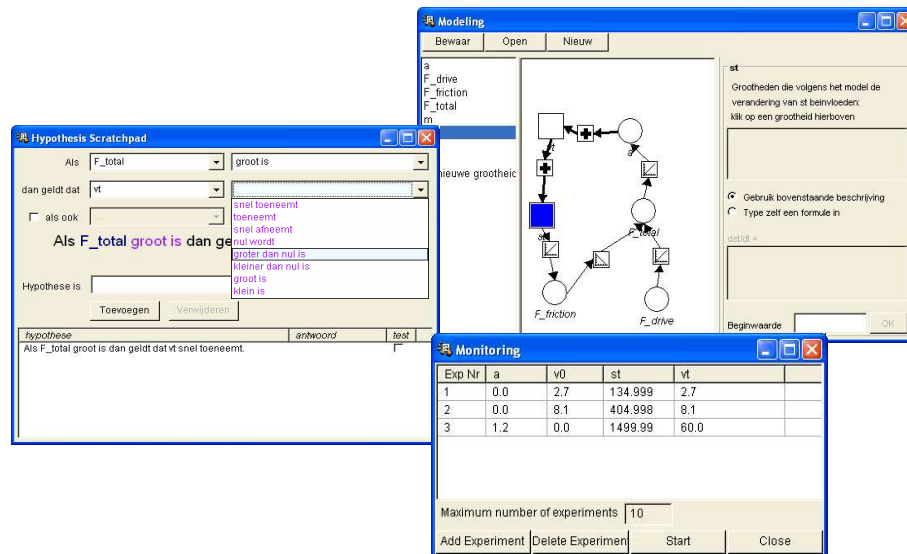 Modeling
Bewaar Open Nieuw
a
F_drive
F_friction
F_total
m
nieuwe grootheid
vt
a
st
F_total
F_friction
F_drive
st
Grootheden die volgens het model de
verandering van st beinvloeden:
klik op een grootheid hierboven
Gebruik bovenstaande beschrijving
Type zelf een formule in
dst/dt =
Beginwaarde OK
Hypothesis Scratchpad
Als F_total groot is
dan geldt dat vt
als ook ...
snel toeneemt
toeneemt
snel afneemt
nul wordt
groter dan nul is
kleiner dan nul is
groot is
klein is
Als F_total groot is dan ge
Hypothese is
Toevoegen Verwijderen
hypothese antwoord test
Als F_total groot is dan geldt dat vt snel toeneemt.
Monitoring
Exp Nr a v0 st vt
1 0.0 2.7 134.999 2.7
2 0.0 8.1 404.998 8.1
3 1.2 0.0 1499.99 60.0
Maximum number of experiments 10
Add Experiment Delete Experiment Start Close